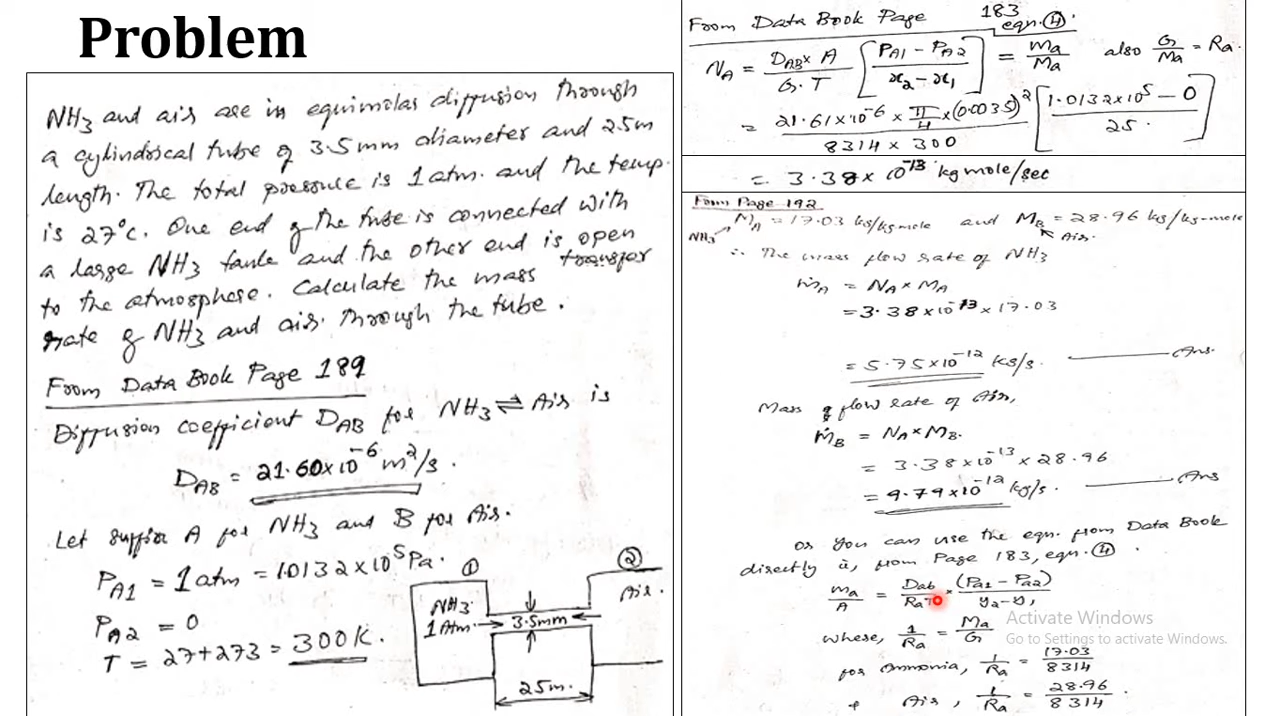 Problem
NH3 and air are in equimolar diffusion through
a cylindrical tube of 3.5mm diameter and 25m
length. The total pressure is 1 atm. and the temp.
is 27°C. One end of the tube is connected with
a large NH3 tank and the other end is open
to the atmosphere. Calculate the mass transfer
rate of NH3 and air through the tube.
From Data Book Page 189
Diffusion coefficient DAB for NH3 ⇌ Air is
DAB = 21.60×10⁻⁶ m²/s.
Let suffix A for NH3 and B for Air.
PA1 = 1 atm = 1.0132×10⁵ Pa.
PA2 = 0
T = 27+273 = 300K.
① ②
NH3 Air.
1 Atm. 3.5mm
25m.
From Data Book Page 183 eqn.④.
NA = DAB × A / G.T [PA1 − PA2 / x2 − x1] = ma / Ma also G / Ma = Ra.
= 21.61×10⁻⁶ × π/4 × (0.0035)² / 8314 × 300 [1.0132×10⁵ − 0 / 25.]
= 3.38×10⁻¹³ kgmole/sec
From Page 192
NH3 MA = 17.03 kg/kgmole and MB = 28.96 kg/kg-mole
Air.
∴ The mass flow rate of NH3
ṁA = NA × MA
= 3.38×10⁻¹³ × 17.03
= 5.75×10⁻¹² kg/s. Ans.
Mass of flow rate of Air,
ṁB = NA × MB.
= 3.38×10⁻¹³ × 28.96
= 9.79×10⁻¹² kg/s. Ans
Or you can use the eqn. from Data Book
directly ie, from Page 183, eqn.④.
ma / A = Dab / RaT × (Pa1 − Pa2) / y2 − y1
where, 1 / Ra = Ma / G
for Ammonia, 1 / Ra = 17.03 / 8314
& Air, 1 / Ra = 28.96 / 8314.
Activate Windows
Go to Settings to activate Windows.